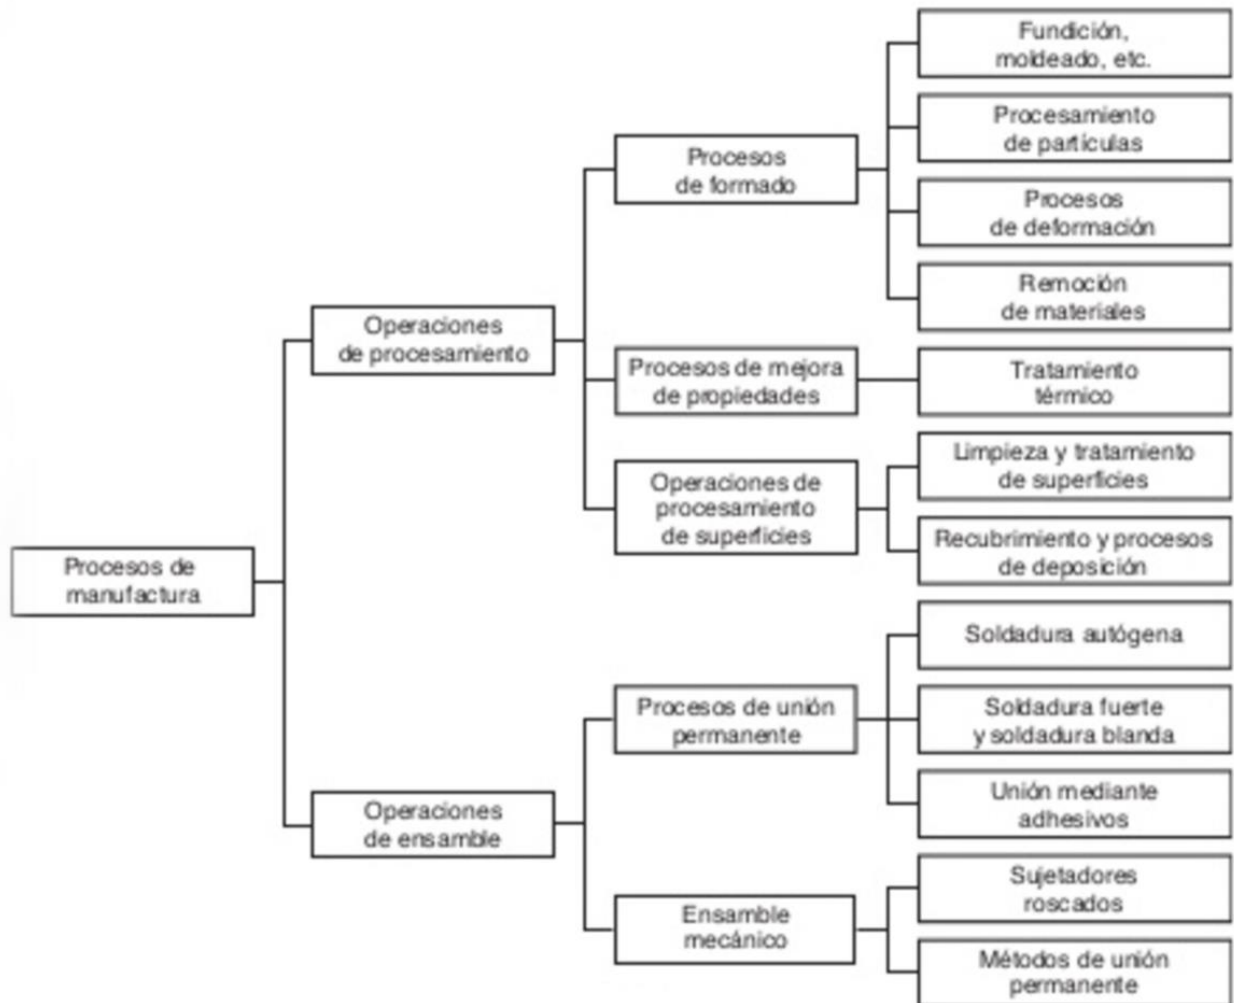 Fundición,
moldeado, etc.
Procesamiento
de partículas
Procesos
de formado
Procesos
de deformación
Remoción
de materiales
Operaciones
de procesamiento
Procesos de mejora
de propiedades
Tratamiento
térmico
Limpieza y tratamiento
de superficies
Operaciones de
procesamiento
de superficies
Recubrimiento y procesos
de deposición
Procesos de
manufactura
Soldadura autógena
Procesos de unión
permanente
Soldadura fuerte
y soldadura blanda
Unión mediante
adhesivos
Operaciones
de ensamble
Sujetadores
roscados
Ensamble
mecánico
Métodos de unión
permanente